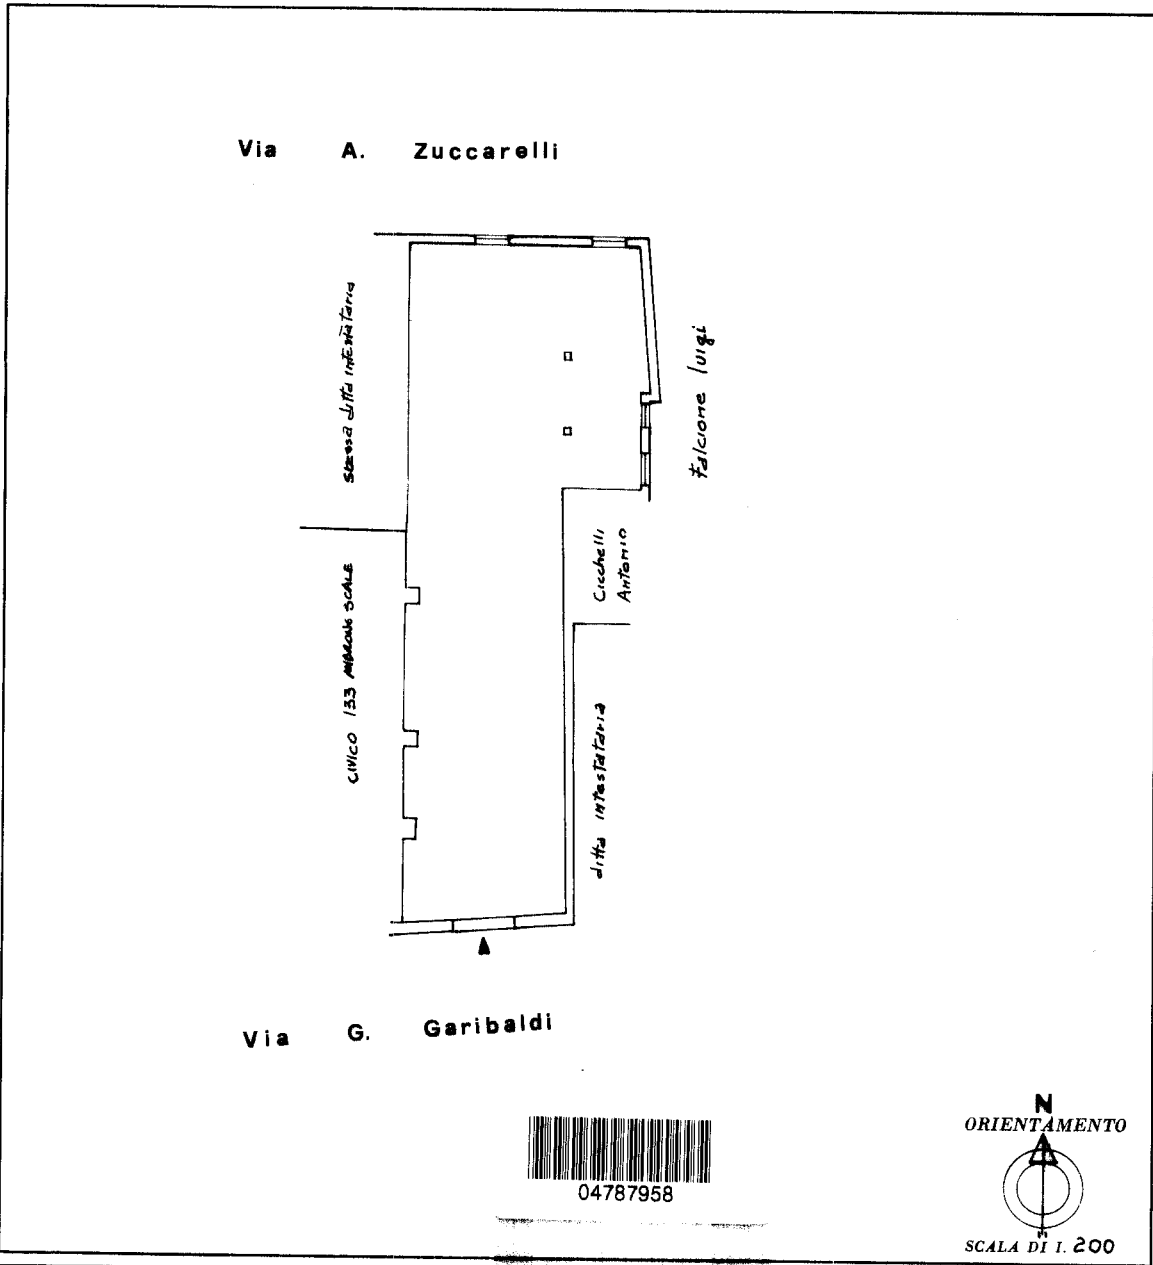 Via A. Zuccarelli
stessa ditta intestataria
Falcione luigi
Cicchelli
Antonio
CIVICO 133 SCALE
ditta intestataria
Via G. Garibaldi
04787958
N
ORIENTAMENTO
SCALA DI 1. 200